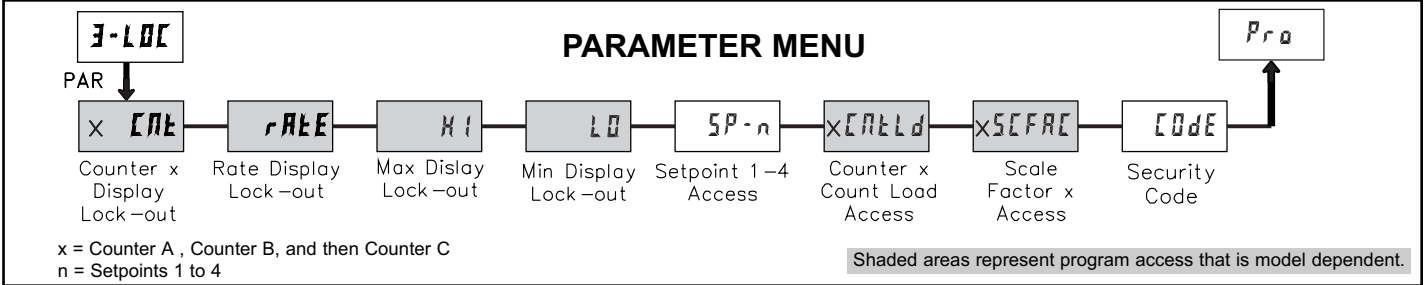 3-LOC
PARAMETER MENU
Pro
PAR
x CNt
rAtE
HI
LO
SP-n
xCNtLd
xSCFAC
COdE
Counter x
Display
Lock-out
Rate Display
Lock-out
Max Dislay
Lock-out
Min Display
Lock-out
Setpoint 1-4
Access
Counter x
Count Load
Access
Scale
Factor x
Access
Security
Code
x = Counter A , Counter B, and then Counter C
n = Setpoints 1 to 4
Shaded areas represent program access that is model dependent.